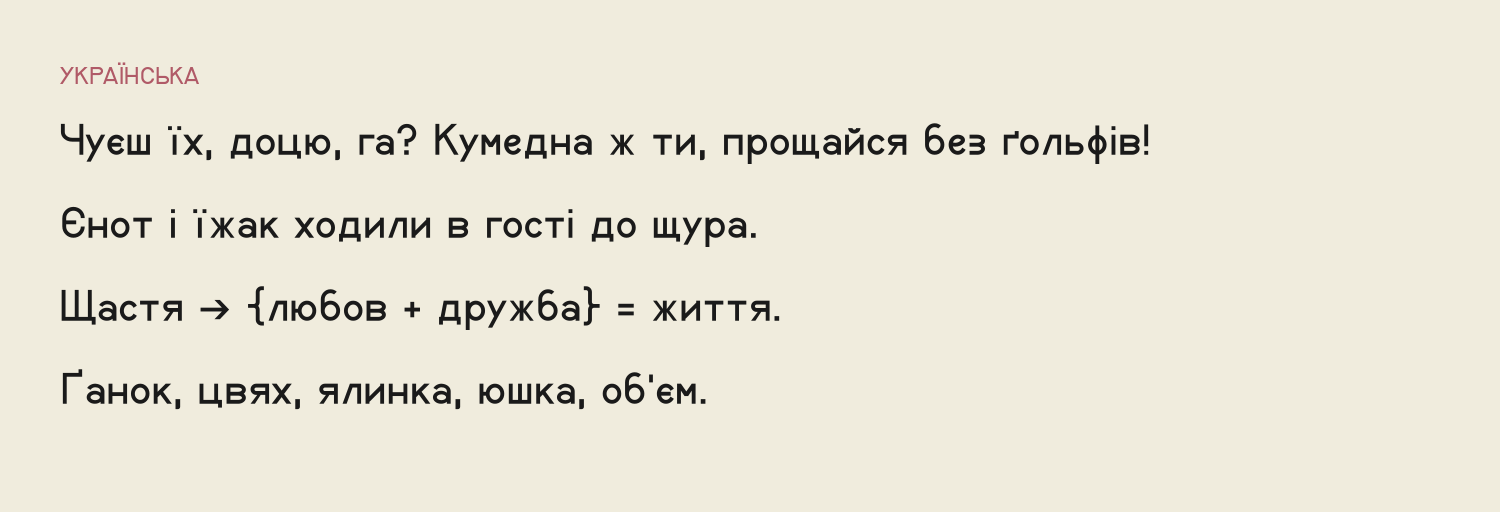 УКРАЇНСЬКА
Чуєш їх, доцю, га? Кумедна ж ти, прощайся без ґольфів!
Єнот і їжак ходили в гості до щура.
Щастя → {любов + дружба} = життя.
Ґанок, цвях, ялинка, юшка, об'єм.